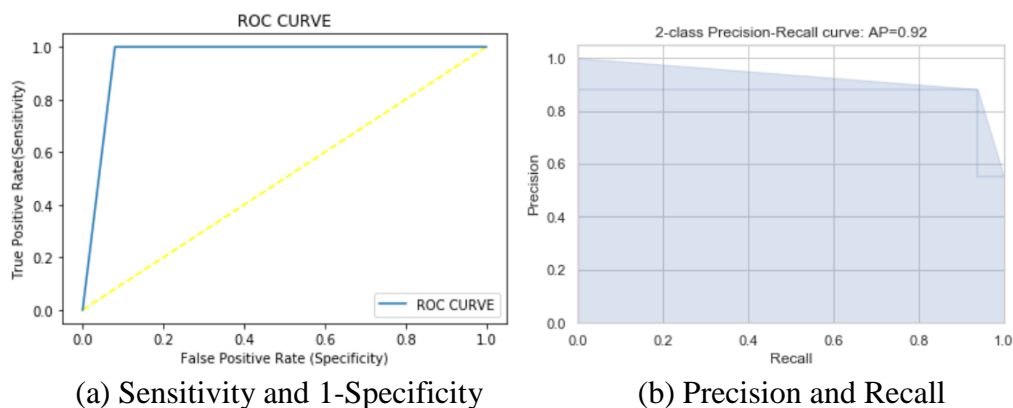 ROC CURVE
1.0
0.8
0.6
0.4
0.2
0.0
True Positive Rate(Sensitivity)
0.0 0.2 0.4 0.6 0.8 1.0
False Positive Rate (Specificity)
ROC CURVE
(a) Sensitivity and 1-Specificity
2-class Precision-Recall curve: AP=0.92
1.0
0.8
0.6
0.4
0.2
0.0
Precision
0.0 0.2 0.4 0.6 0.8 1.0
Recall
(b) Precision and Recall